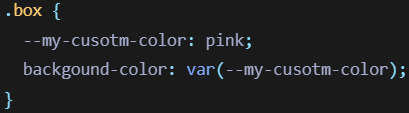 .box {
--my-cusotm-color: pink;
backgound-color: var(--my-cusotm-color);
}